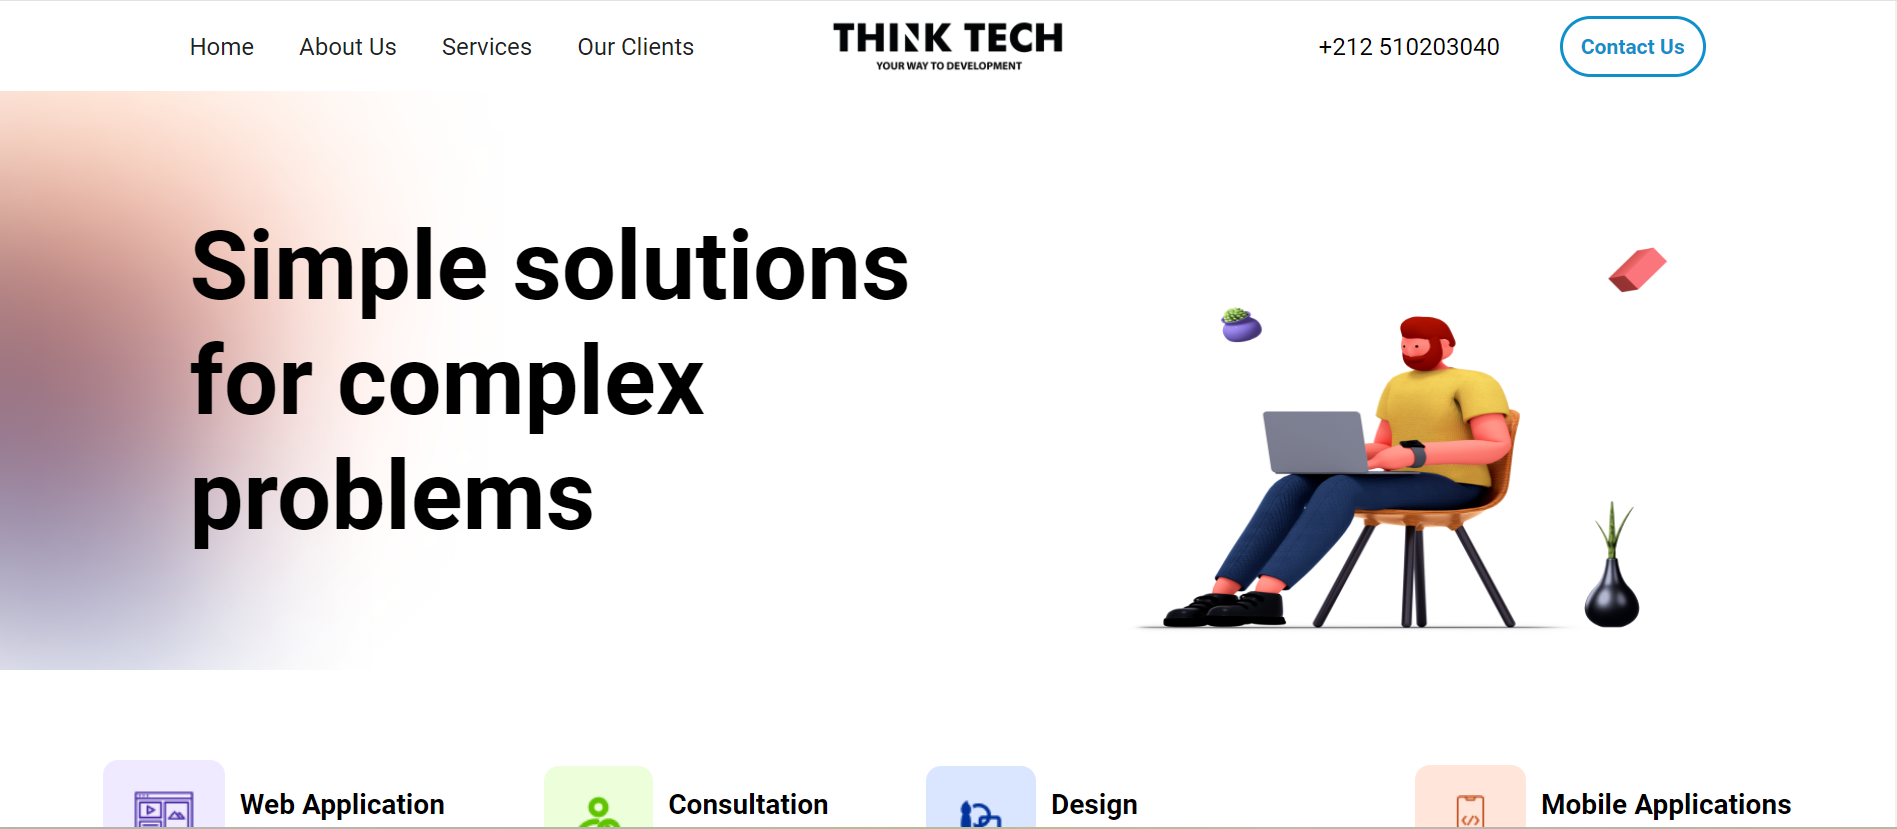 Home About Us Services Our Clients
THINK TECH
YOUR WAY TO DEVELOPMENT
+212 510203040
Contact Us
Simple solutions
for complex
problems
Web Application
Consultation
Design
Mobile Applications